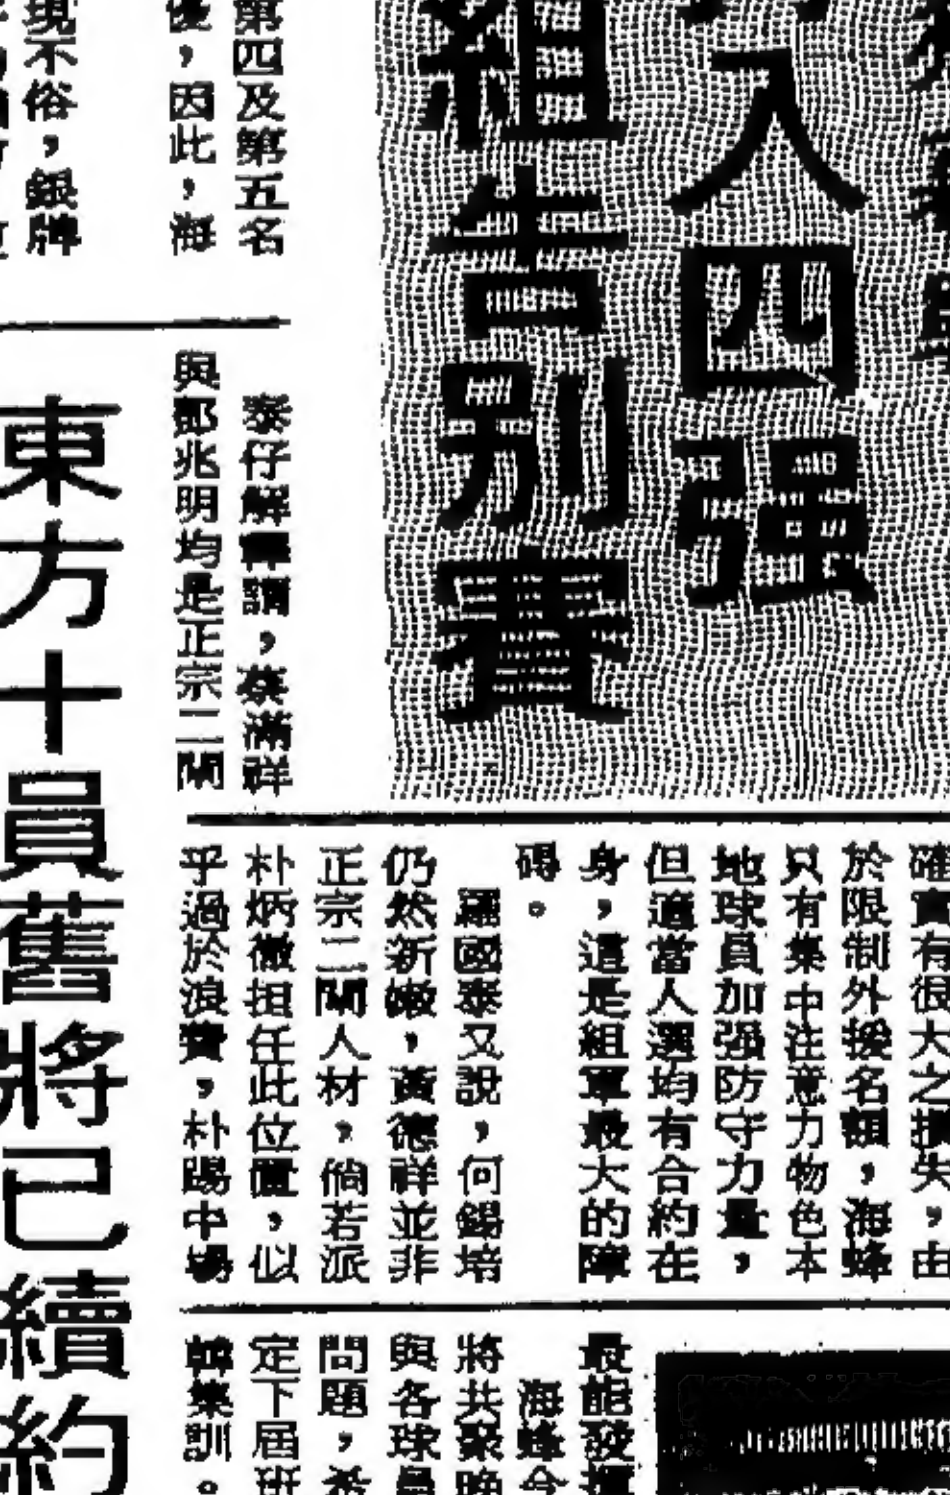 入四强
組告別賽
第四及第五名
，因此，海
現不俗，銀牌
泰仔解釋謂，蔡滿祥
與鄧兆明均是正宗二閘
東方十員舊將已續約
確實有很大之損失，由
於限制外援名額，海蜂
只有集中注意力物色本
地球員加强防守力量，
但適當人選均有合約在
身，這是組軍最大的障
碍。
羅國泰又說，何錫培
仍然新嫩，黃德祥並非
正宗二閘人材，倘若派
朴炳徹担任此位置，似
乎過於浪費，朴踢中場
最能發揮
海蜂今
將共聚晚
與各球員
問題，希
定下屆班
韓集訓。